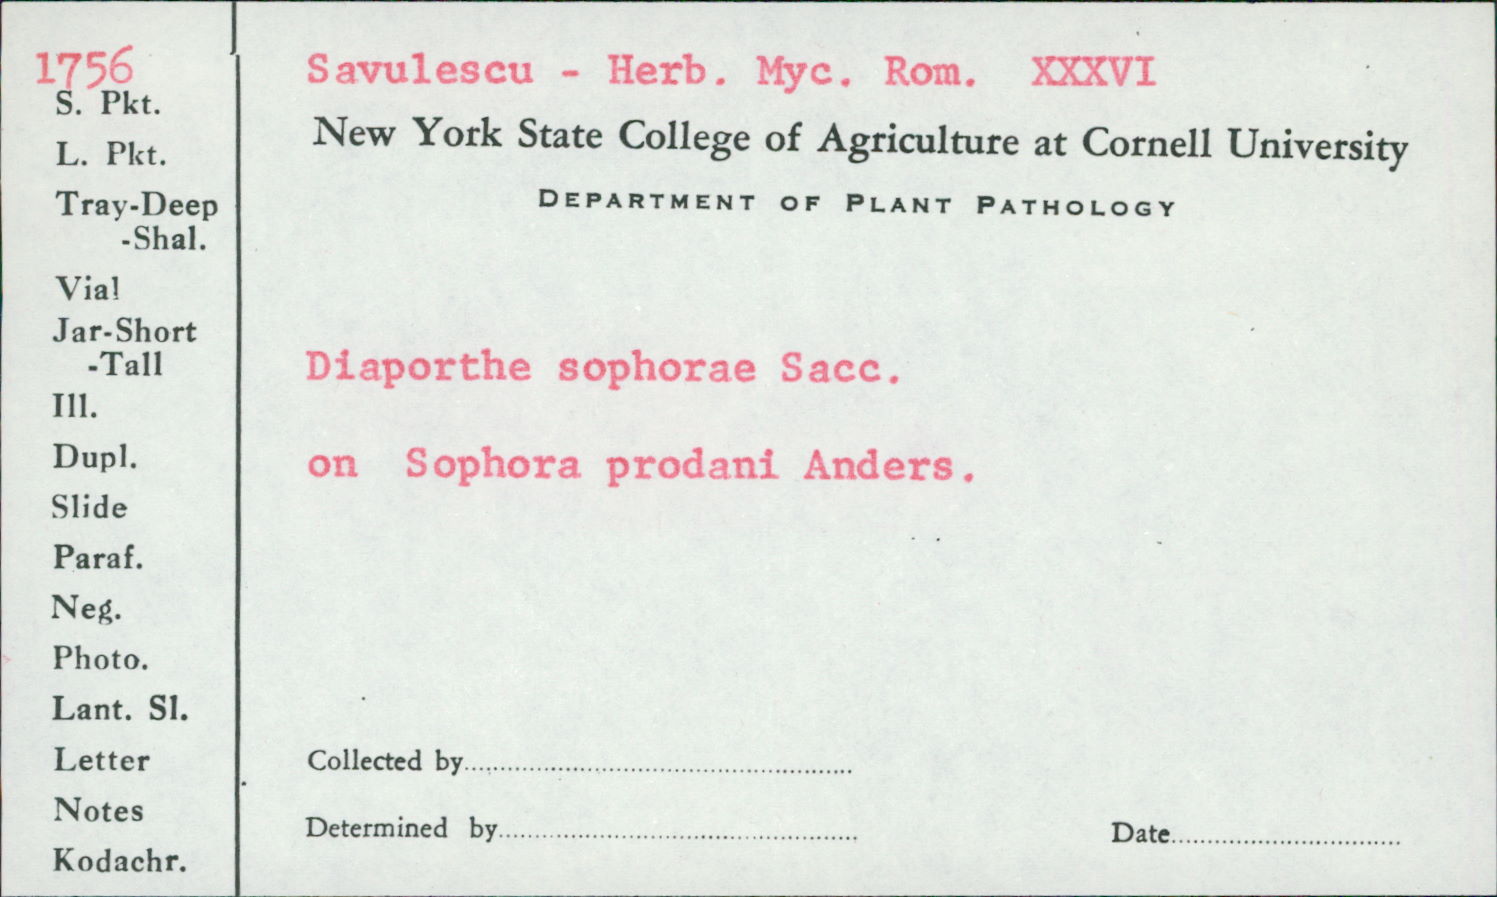 1756
S. Pkt.
L. Pkt.
Tray-Deep
-Shal.
Vial
Jar-Short
-Tall
Ill.
Dupl.
Slide
Paraf.
Neg.
Photo.
Lant. Sl.
Letter
Notes
Kodachr.
Savulescu - Herb. Myc. Rom. XXXVI
New York State College of Agriculture at Cornell University
DEPARTMENT OF PLANT PATHOLOGY
Diaporthe sophorae Sacc.
on Sophora prodani Anders.
Collected by
Determined by
Date